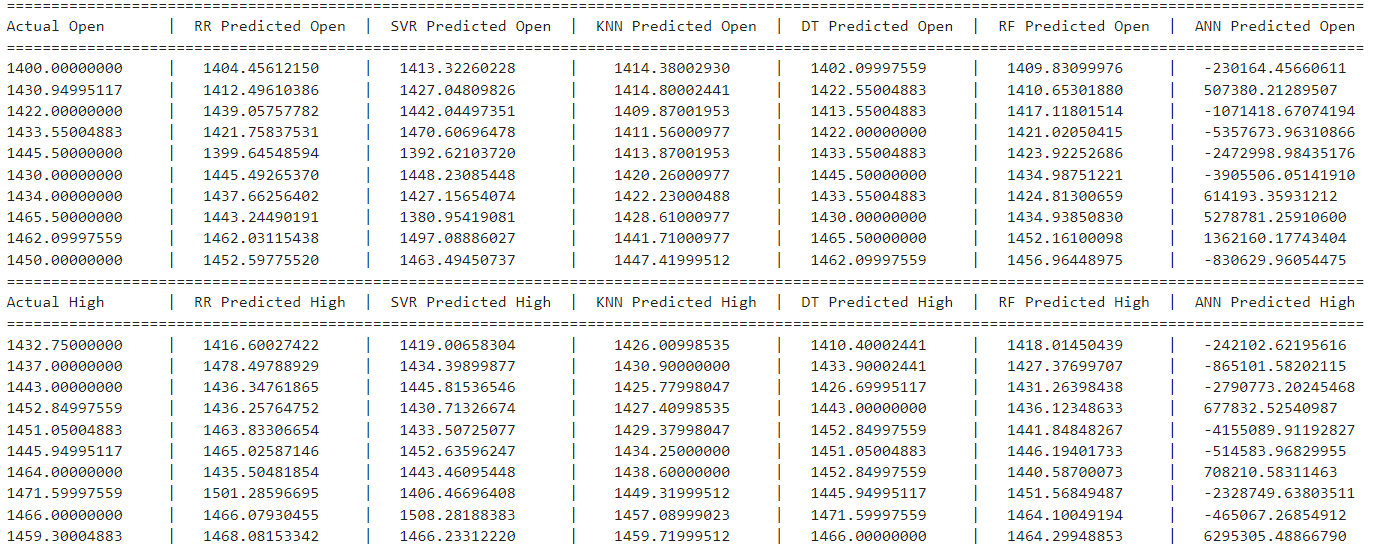 ===========================================================================================================================================================
Actual Open | RR Predicted Open | SVR Predicted Open | KNN Predicted Open | DT Predicted Open | RF Predicted Open | ANN Predicted Open
===========================================================================================================================================================
1400.00000000 | 1404.45612150 | 1413.32260228 | 1414.38002930 | 1402.09997559 | 1409.83099976 | -230164.45660611
1430.94995117 | 1412.49610386 | 1427.04809826 | 1414.80002441 | 1422.55004883 | 1410.65301880 | 507380.21289507
1422.00000000 | 1439.05757782 | 1442.04497351 | 1409.87001953 | 1413.55004883 | 1417.11801514 | -1071418.67074194
1433.55004883 | 1421.75837531 | 1470.60696478 | 1411.56000977 | 1422.00000000 | 1421.02050415 | -5357673.96310866
1445.50000000 | 1399.64548594 | 1392.62103720 | 1413.87001953 | 1433.55004883 | 1423.92252686 | -2472998.98435176
1430.00000000 | 1445.49265370 | 1448.23085448 | 1420.26000977 | 1445.50000000 | 1434.98751221 | -3905506.05141910
1434.00000000 | 1437.66256402 | 1427.15654074 | 1422.23000488 | 1433.55004883 | 1424.81300659 | 614193.35931212
1465.50000000 | 1443.24490191 | 1380.95419081 | 1428.61000977 | 1430.00000000 | 1434.93850830 | 5278781.25910600
1462.09997559 | 1462.03115438 | 1497.08886027 | 1441.71000977 | 1465.50000000 | 1452.16100098 | 1362160.17743404
1450.00000000 | 1452.59775520 | 1463.49450737 | 1447.41999512 | 1462.09997559 | 1456.96448975 | -830629.96054475
===========================================================================================================================================================
Actual High | RR Predicted High | SVR Predicted High | KNN Predicted High | DT Predicted High | RF Predicted High | ANN Predicted High
===========================================================================================================================================================
1432.75000000 | 1416.60027422 | 1419.00658304 | 1426.00998535 | 1410.40002441 | 1418.01450439 | -242102.62195616
1437.00000000 | 1478.49788929 | 1434.39899877 | 1430.90000000 | 1433.90002441 | 1427.37699707 | -865101.58202115
1443.00000000 | 1436.34761865 | 1445.81536546 | 1425.77998047 | 1426.69995117 | 1431.26398438 | -2790773.20245468
1452.84997559 | 1436.25764752 | 1430.71326674 | 1427.40998535 | 1443.00000000 | 1436.12348633 | 677832.52540987
1451.05004883 | 1463.83306654 | 1433.50725077 | 1429.37998047 | 1452.84997559 | 1441.84848267 | -4155089.91192827
1445.94995117 | 1465.02587146 | 1452.63596247 | 1434.25000000 | 1451.05004883 | 1446.19401733 | -514583.96829955
1464.00000000 | 1435.50481854 | 1443.46095448 | 1438.60000000 | 1452.84997559 | 1440.58700073 | 708210.58311463
1471.59997559 | 1501.28596695 | 1406.46696408 | 1449.31999512 | 1445.94995117 | 1451.56849487 | -2328749.63803511
1466.00000000 | 1466.07930455 | 1508.28188383 | 1457.08999023 | 1471.59997559 | 1464.10049194 | -465067.26854912
1459.30004883 | 1468.08153342 | 1466.23312220 | 1459.71999512 | 1466.00000000 | 1464.29948853 | 6295305.48866790